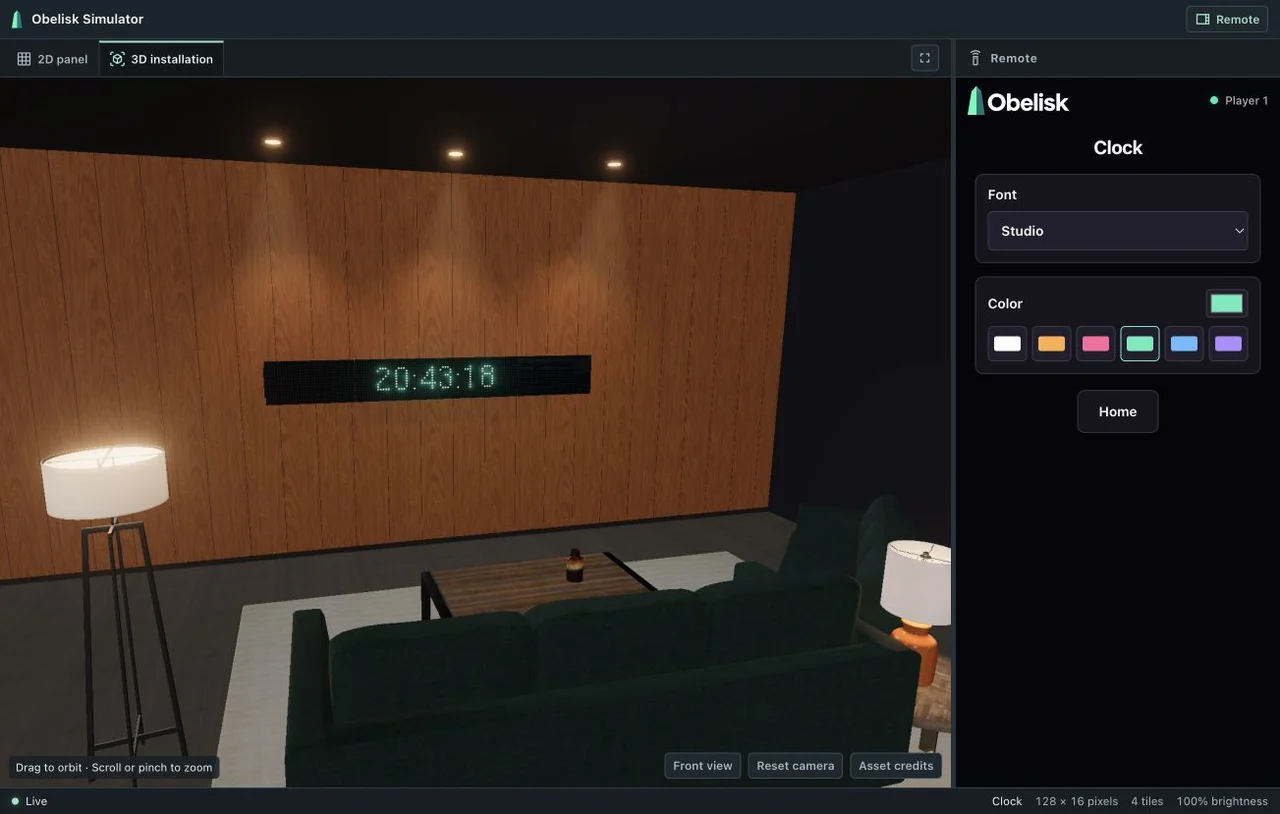 Obelisk Simulator
Remote
2D panel
3D installation
Remote
Obelisk
Player 1
Clock
Font
Studio
Color
Home
20:43:18
Drag to orbit · Scroll or pinch to zoom
Front view
Reset camera
Asset credits
Live
Clock
128 × 16 pixels
4 tiles
100% brightness